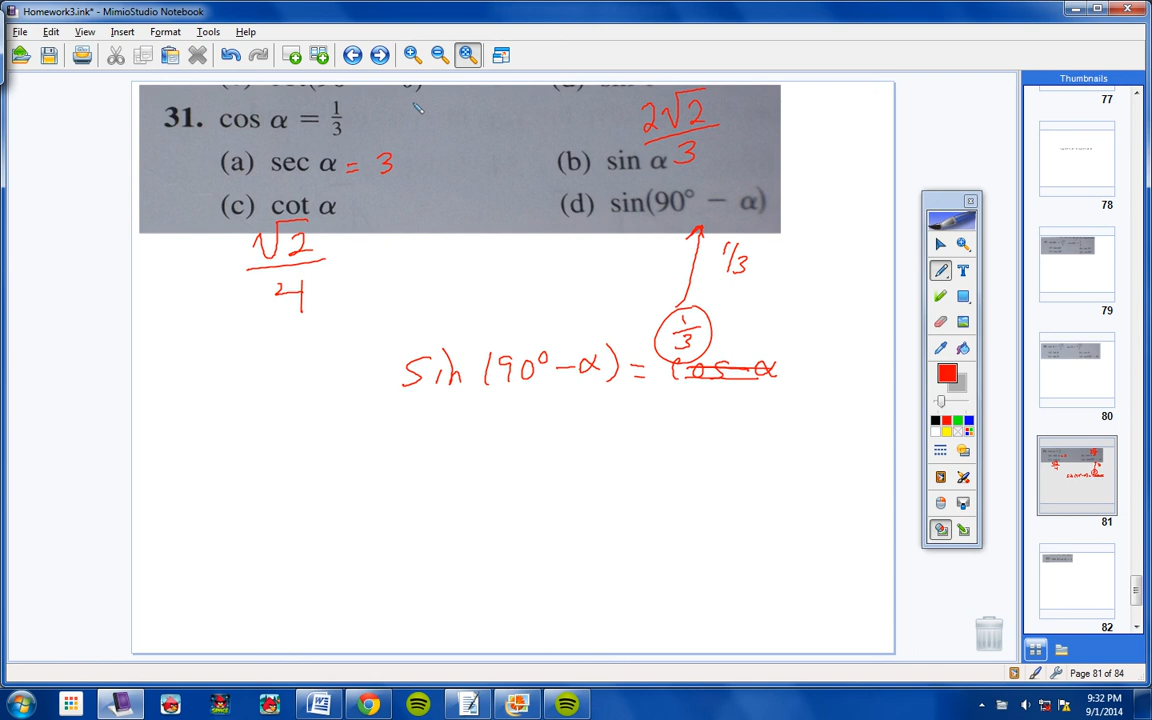 Homework3.ink* - MimioStudio Notebook
File Edit View Insert Format Tools Help
31. cos α = 1/3
2√2/3
(a) sec α = 3
(b) sin α
(c) cot α
(d) sin(90° − α)
√2/4
1/3
1/3
sin (90° − α) = cos α
Thumbnails
77
78
79
80
81
82
Page 81 of 84
9:32 PM
9/1/2014